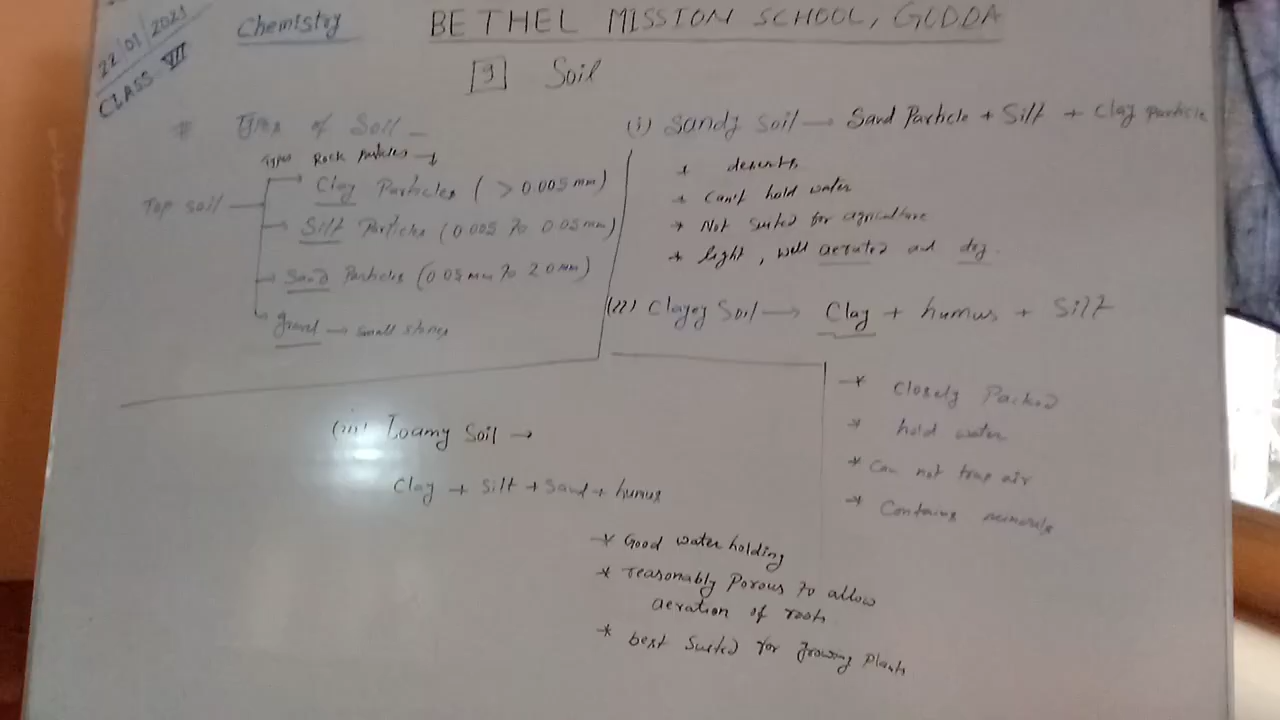 22/01/2021
CLASS VII
Chemistry
BETHEL MISSION SCHOOL, GODDA
9 Soil
# Types of Soil -
Types Rock particles
Top soil
Clay Particles ( > 0.005 mm)
Silt Particles (0.005 to 0.05 mm)
Sand Particles (0.05 mm to 2.0 mm)
gravel → small stones
(i) Sandy Soil → Sand Particle + Silt + Clay Particle
* deserts
* Can't hold water
* Not suited for agriculture
* light, well aerated and dry.
(ii) Clayey Soil → Clay + humus + Silt
* Closely Packed
* hold water
* Can not trap air
* Contains minerals
(iii) Loamy Soil →
Clay + Silt + Sand + humus
* Good water holding
* reasonably Porous to allow
aeration of roots
* best suited for growing plants